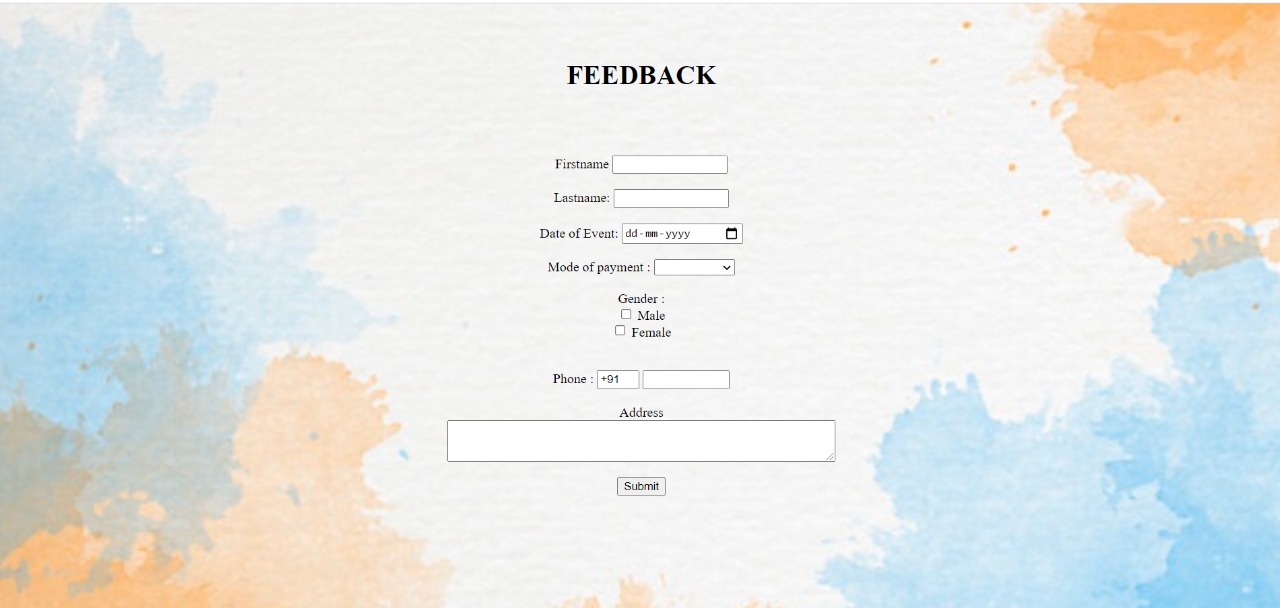 FEEDBACK
Firstname
Lastname:
Date of Event: dd-mm-yyyy
Mode of payment :
Gender :
Male
Female
Phone : +91
Address
Submit